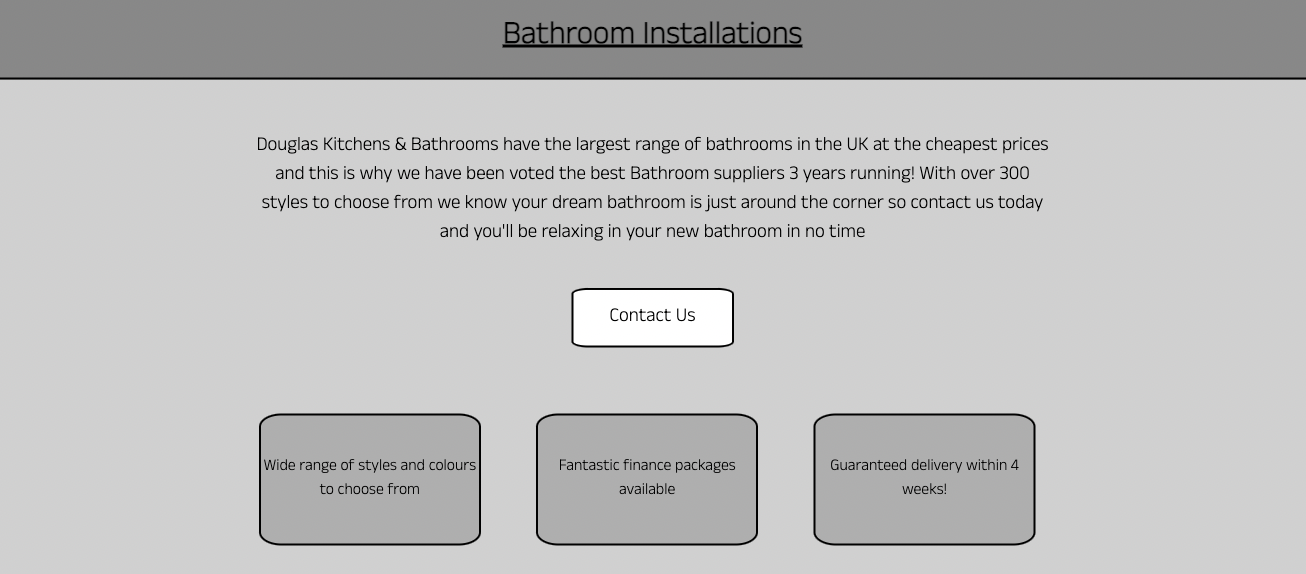 Bathroom Installations
Douglas Kitchens & Bathrooms have the largest range of bathrooms in the UK at the cheapest prices
and this is why we have been voted the best Bathroom suppliers 3 years running! With over 300
styles to choose from we know your dream bathroom is just around the corner so contact us today
and you'll be relaxing in your new bathroom in no time
Contact Us
Wide range of styles and colours
to choose from
Fantastic finance packages
available
Guaranteed delivery within 4
weeks!